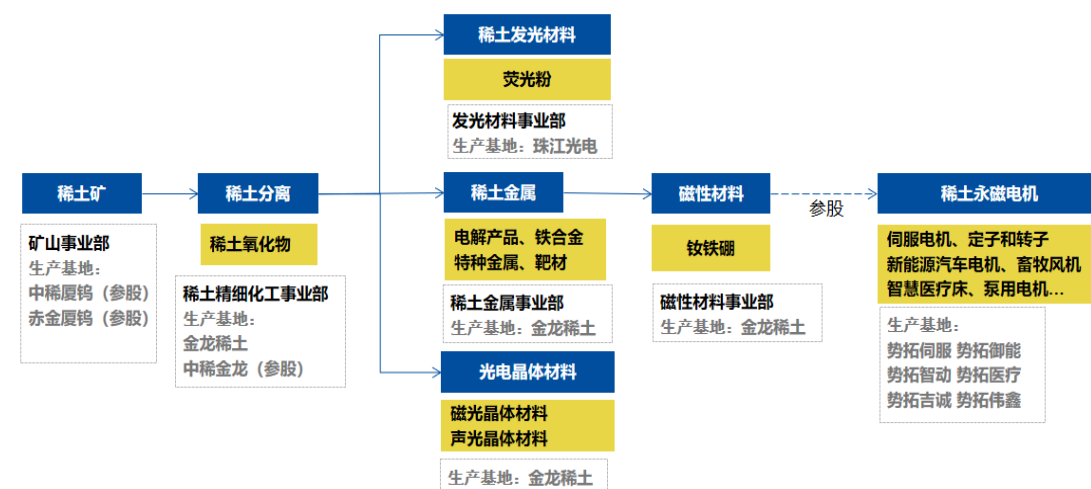 稀土矿
矿山事业部
生产基地：
中稀厦钨（参股）
赤金厦钨（参股）
稀土分离
稀土氧化物
稀土精细化工事业部
生产基地：
金龙稀土
中稀金龙（参股）
稀土发光材料
荧光粉
发光材料事业部
生产基地：珠江光电
稀土金属
电解产品、铁合金
特种金属、靶材
稀土金属事业部
生产基地：金龙稀土
光电晶体材料
磁光晶体材料
声光晶体材料
生产基地：金龙稀土
磁性材料
钕铁硼
磁性材料事业部
生产基地：金龙稀土
参股
稀土永磁电机
伺服电机、定子和转子
新能源汽车电机、畜牧风机
智慧医疗床、泵用电机...
生产基地：
势拓伺服 势拓御能
势拓智动 势拓医疗
势拓吉诚 势拓伟鑫